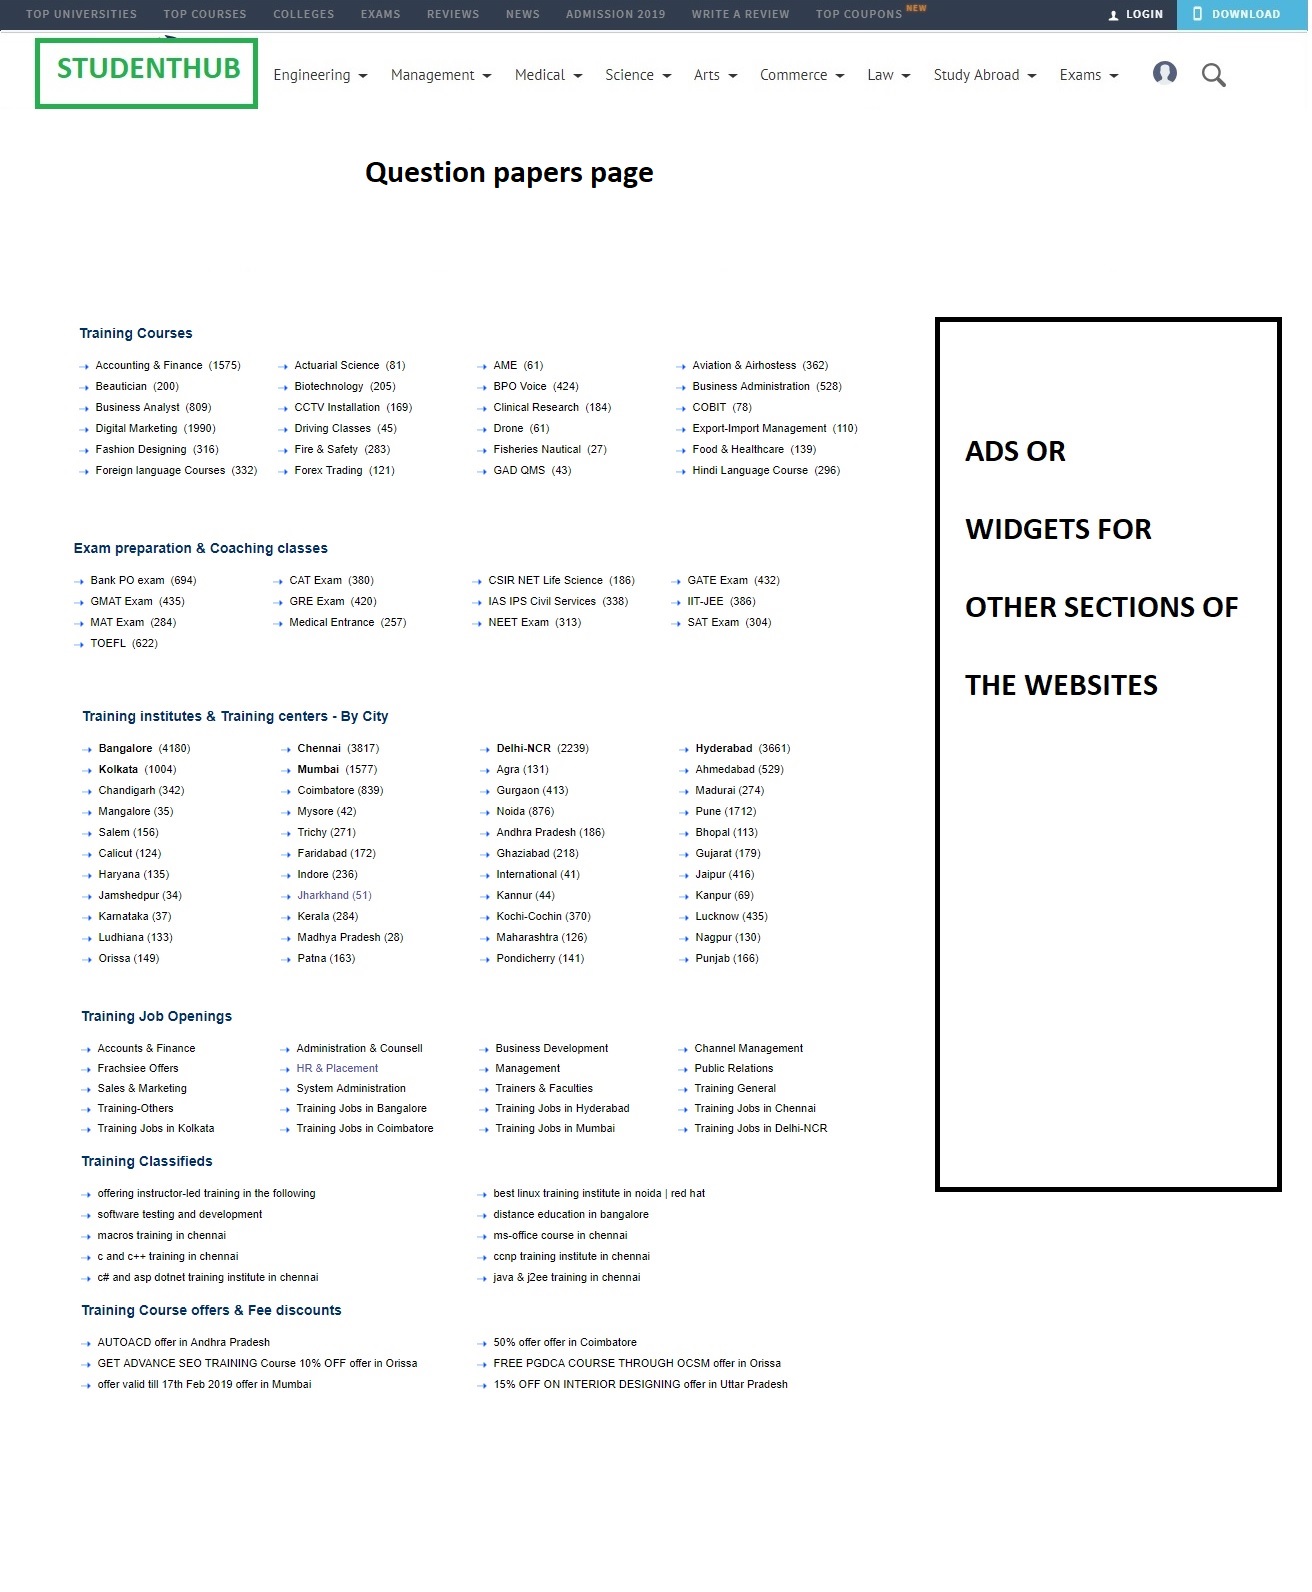 TOP UNIVERSITIES TOP COURSES COLLEGES EXAMS REVIEWS NEWS ADMISSION 2019 WRITE A REVIEW TOP COUPONS NEW LOGIN DOWNLOAD
STUDENTHUB Engineering Management Medical Science Arts Commerce Law Study Abroad Exams
Question papers page
Training Courses
Accounting & Finance (1575) Actuarial Science (81) AME (61) Aviation & Airhostess (362)
Beautician (200) Biotechnology (205) BPO Voice (424) Business Administration (528)
Business Analyst (809) CCTV Installation (169) Clinical Research (184) COBIT (78)
Digital Marketing (1990) Driving Classes (45) Drone (61) Export-Import Management (110)
Fashion Designing (316) Fire & Safety (283) Fisheries Nautical (27) Food & Healthcare (139)
Foreign language Courses (332) Forex Trading (121) GAD QMS (43) Hindi Language Course (296)
Exam preparation & Coaching classes
Bank PO exam (694) CAT Exam (380) CSIR NET Life Science (186) GATE Exam (432)
GMAT Exam (435) GRE Exam (420) IAS IPS Civil Services (338) IIT-JEE (386)
MAT Exam (284) Medical Entrance (257) NEET Exam (313) SAT Exam (304)
TOEFL (622)
Training institutes & Training centers - By City
Bangalore (4180) Chennai (3817) Delhi-NCR (2239) Hyderabad (3661)
Kolkata (1004) Mumbai (1577) Agra (131) Ahmedabad (529)
Chandigarh (342) Coimbatore (839) Gurgaon (413) Madurai (274)
Mangalore (35) Mysore (42) Noida (876) Pune (1712)
Salem (156) Trichy (271) Andhra Pradesh (186) Bhopal (113)
Calicut (124) Faridabad (172) Ghaziabad (218) Gujarat (179)
Haryana (135) Indore (236) International (41) Jaipur (416)
Jamshedpur (34) Jharkhand (51) Kannur (44) Kanpur (69)
Karnataka (37) Kerala (284) Kochi-Cochin (370) Lucknow (435)
Ludhiana (133) Madhya Pradesh (28) Maharashtra (126) Nagpur (130)
Orissa (149) Patna (163) Pondicherry (141) Punjab (166)
Training Job Openings
Accounts & Finance Administration & Counsell Business Development Channel Management
Frachsiee Offers HR & Placement Management Public Relations
Sales & Marketing System Administration Trainers & Faculties Training General
Training-Others Training Jobs in Bangalore Training Jobs in Hyderabad Training Jobs in Chennai
Training Jobs in Kolkata Training Jobs in Coimbatore Training Jobs in Mumbai Training Jobs in Delhi-NCR
Training Classifieds
offering instructor-led training in the following best linux training institute in noida | red hat
software testing and development distance education in bangalore
macros training in chennai ms-office course in chennai
c and c++ training in chennai ccnp training institute in chennai
c# and asp dotnet training institute in chennai java & j2ee training in chennai
Training Course offers & Fee discounts
AUTOACD offer in Andhra Pradesh 50% offer offer in Coimbatore
GET ADVANCE SEO TRAINING Course 10% OFF offer in Orissa FREE PGDCA COURSE THROUGH OCSM offer in Orissa
offer valid till 17th Feb 2019 offer in Mumbai 15% OFF ON INTERIOR DESIGNING offer in Uttar Pradesh
ADS OR
WIDGETS FOR
OTHER SECTIONS OF
THE WEBSITES